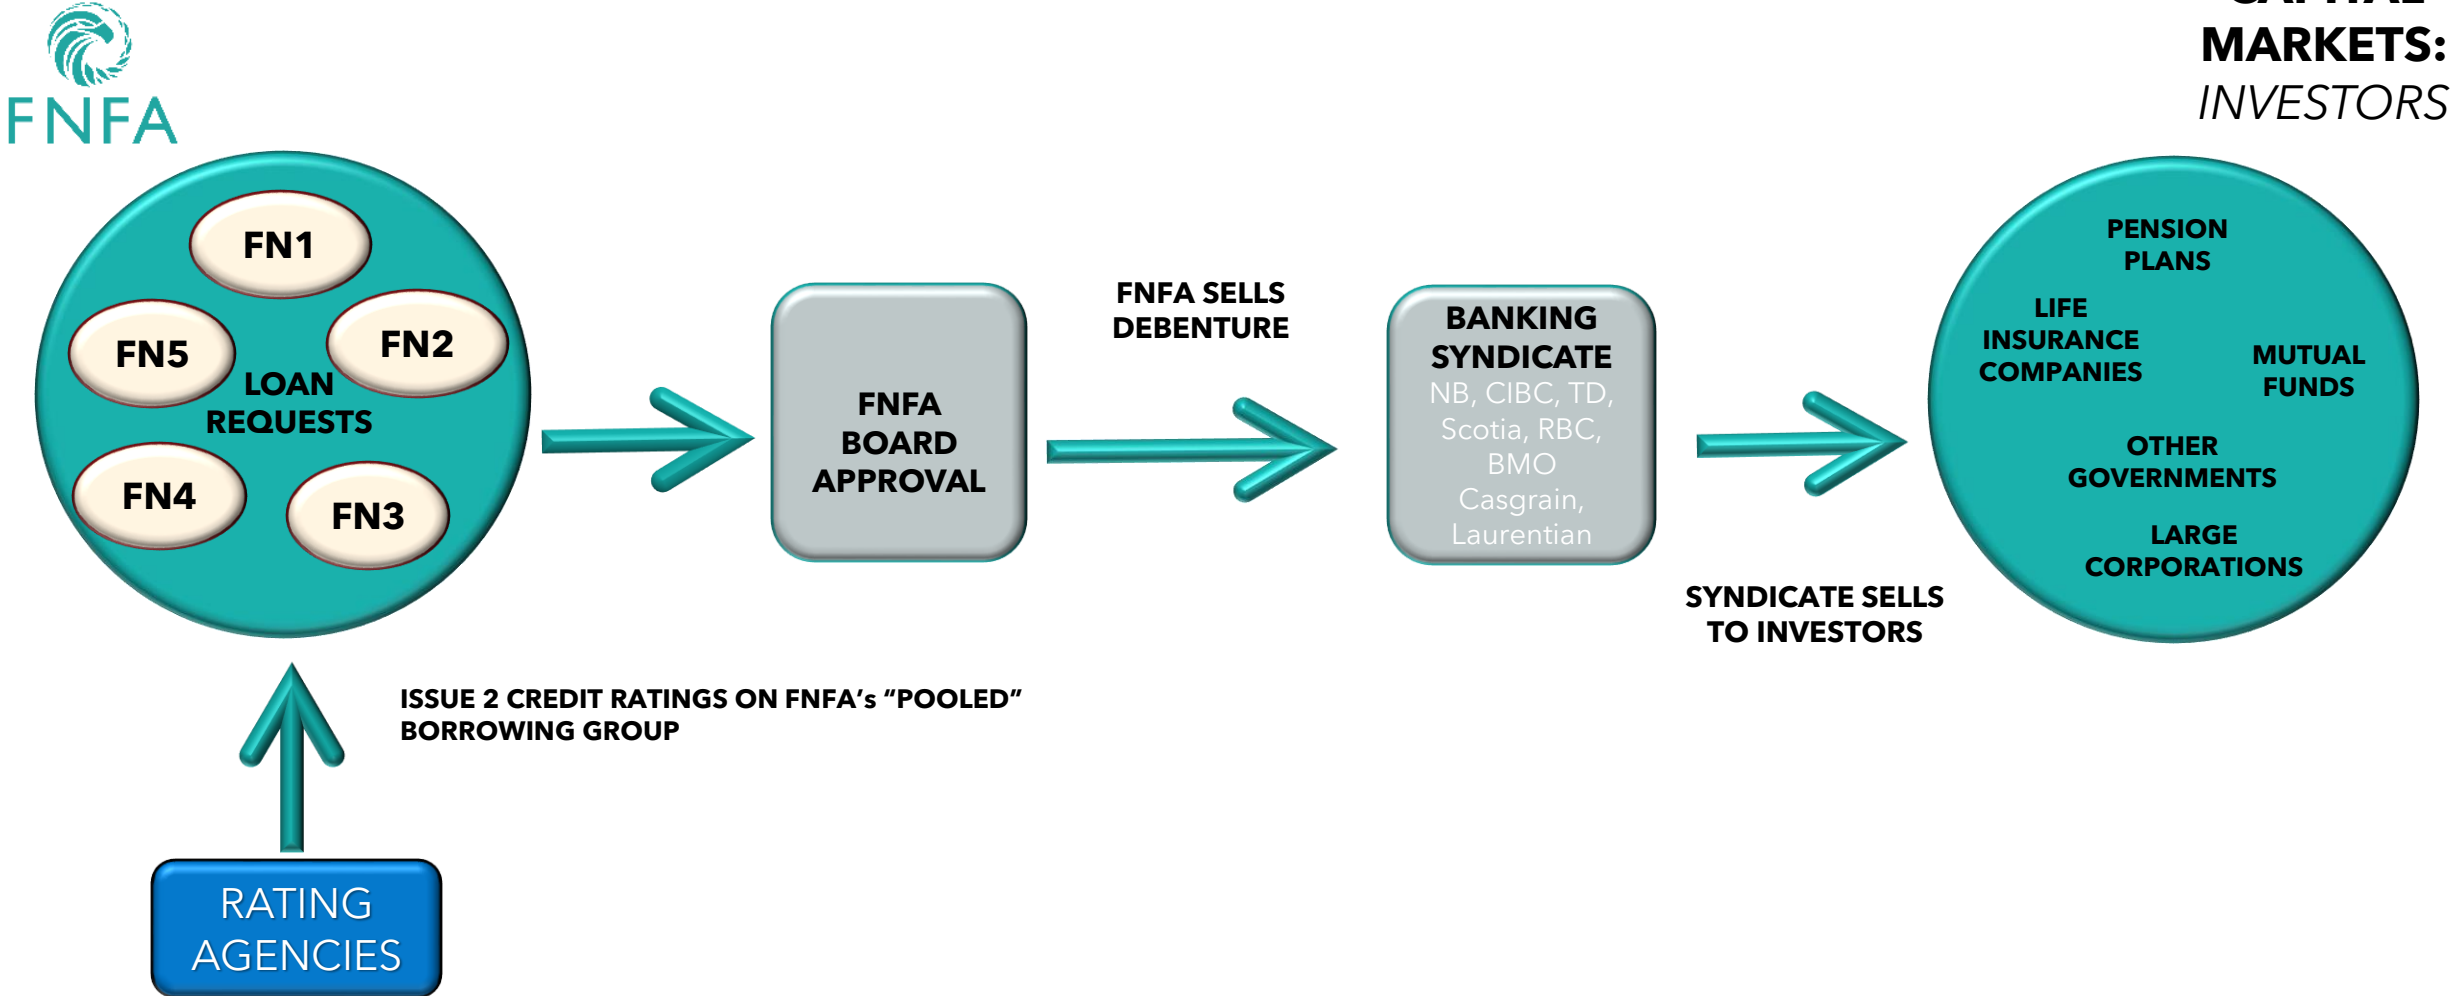 FNFA
CAPITAL
MARKETS:
INVESTORS
FN1
FN2
FN5
LOAN
REQUESTS
FN4
FN3
FNFA
BOARD
APPROVAL
FNFA SELLS
DEBENTURE
BANKING
SYNDICATE
NB, CIBC, TD,
Scotia, RBC,
BMO
Casgrain,
Laurentian
SYNDICATE SELLS
TO INVESTORS
PENSION
PLANS
LIFE
INSURANCE
COMPANIES
MUTUAL
FUNDS
OTHER
GOVERNMENTS
LARGE
CORPORATIONS
ISSUE 2 CREDIT RATINGS ON FNFA’s “POOLED”
BORROWING GROUP
RATING
AGENCIES